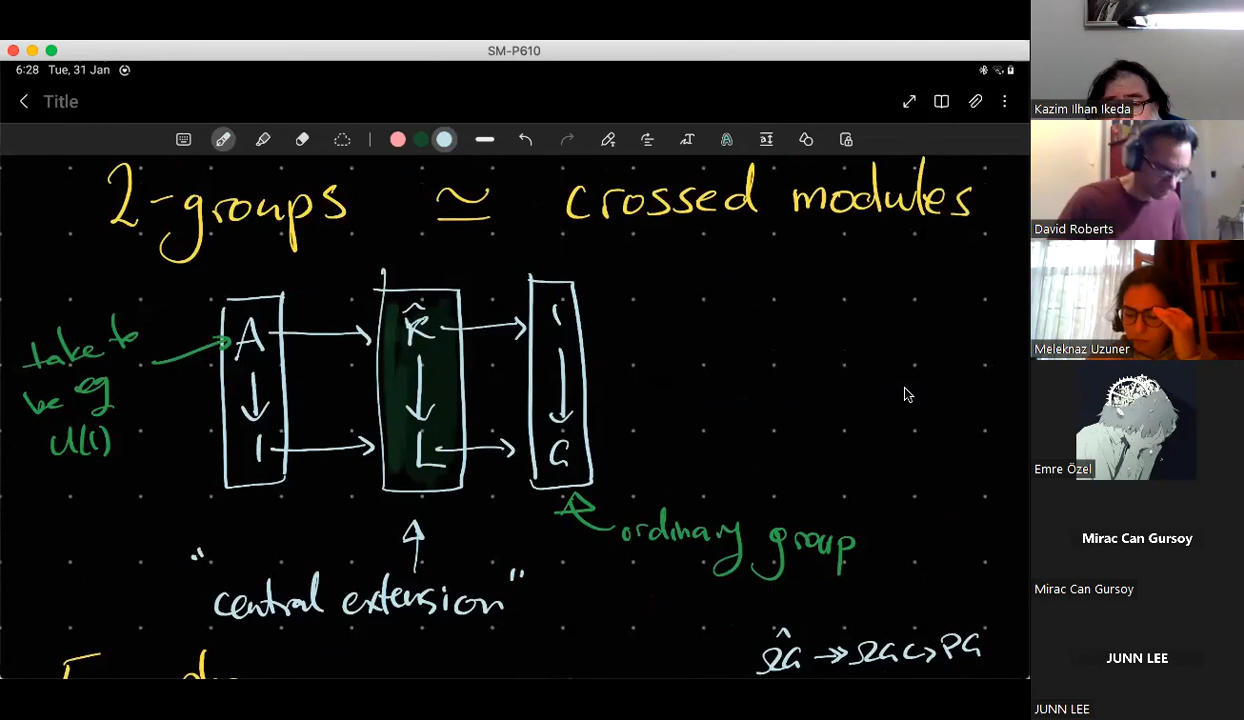 SM-P610
6:28 Tue, 31 Jan
Title
2-groups ≃ crossed modules
A → K̂ → 1
take to
be eg
U(1)
1 → L → G
ordinary group
"central extension"
Ω̂G ↠ ΩG ↪ PG
Kazim Ilhan Ikeda
David Roberts
Meleknaz Uzuner
Emre Özel
Mirac Can Gursoy
Mirac Can Gursoy
JUNN LEE
JUNN LEE